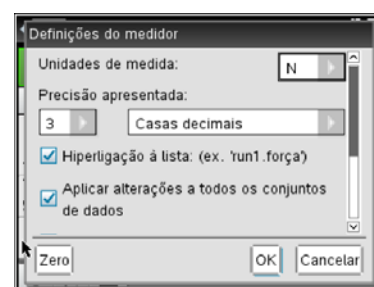 Definições do medidor
Unidades de medida:
N
Precisão apresentada:
3
Casas decimais
Hiperligação à lista: (ex. 'run1.força')
Aplicar alterações a todos os conjuntos
de dados
Zero
OK
Cancelar